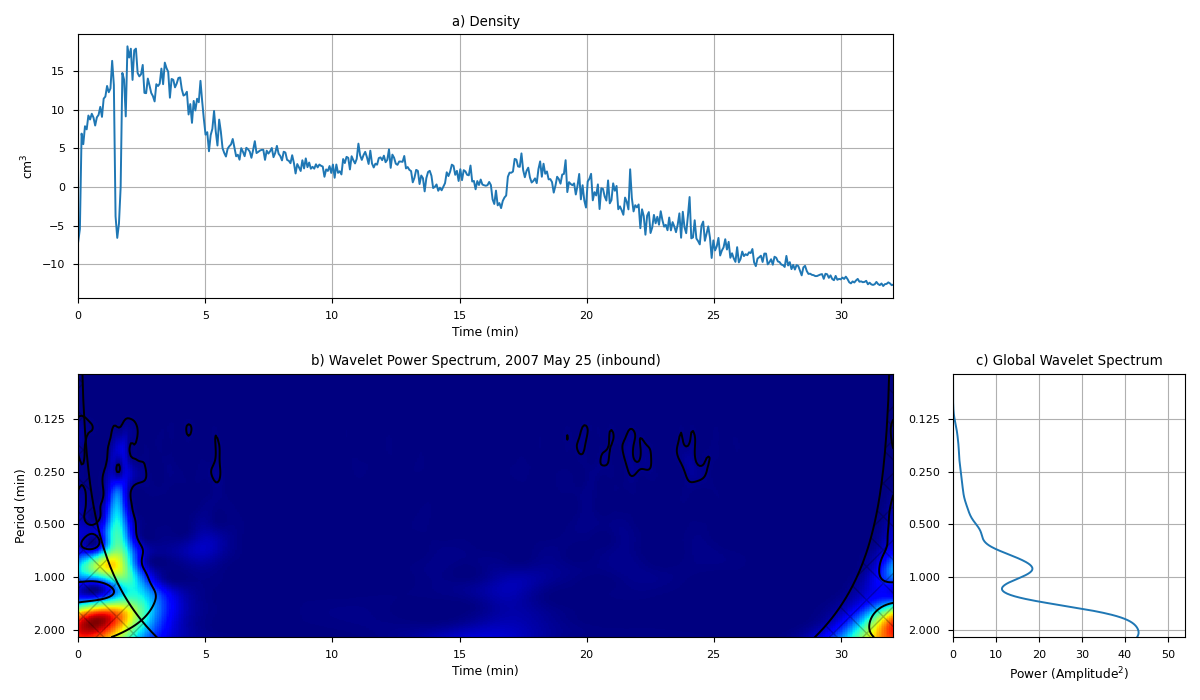 a) Density
cm³
15
10
5
0
−5
−10
0 5 10 15 20 25 30
Time (min)
b) Wavelet Power Spectrum, 2007 May 25 (inbound)
Period (min)
0.125
0.250
0.500
1.000
2.000
0 5 10 15 20 25 30
Time (min)
c) Global Wavelet Spectrum
0.125
0.250
0.500
1.000
2.000
0 10 20 30 40 50
Power (Amplitude²)